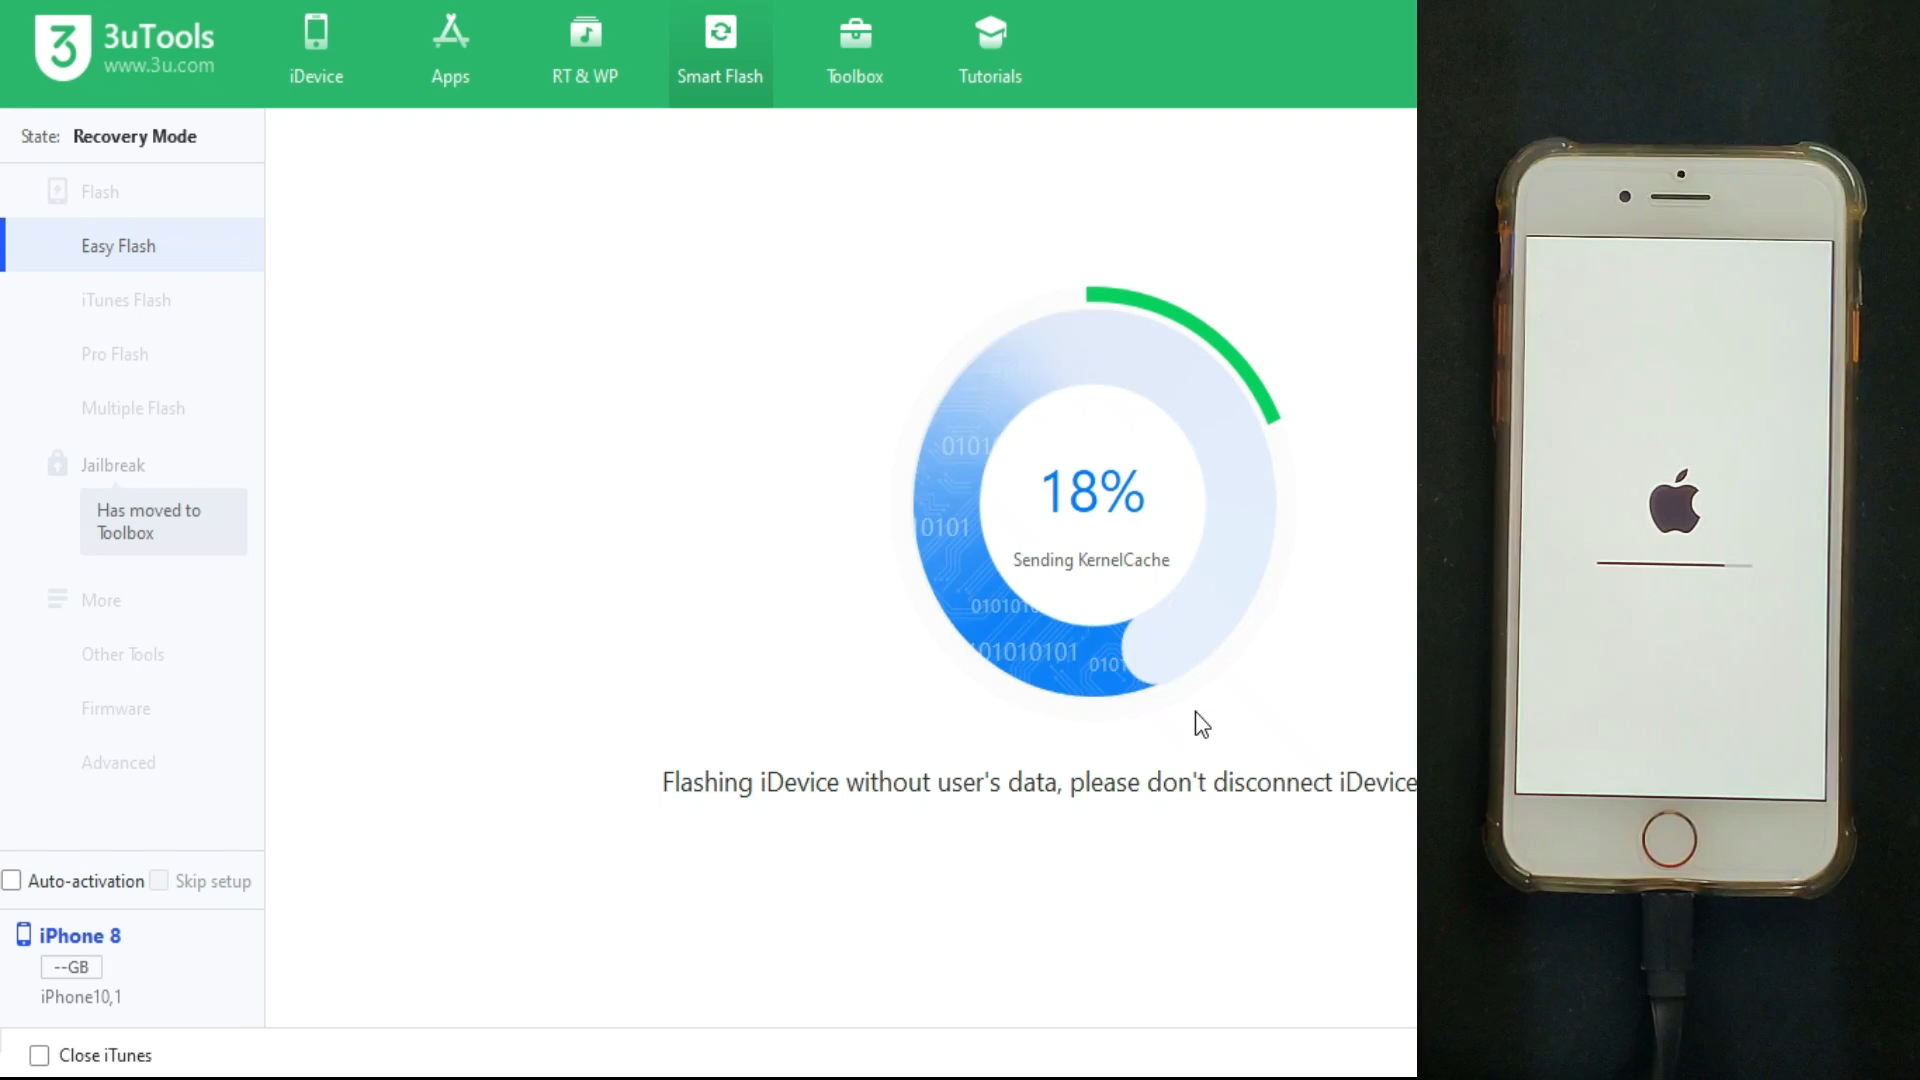 3uTools
www.3u.com
iDevice
Apps
RT & WP
Smart Flash
Toolbox
Tutorials
State: Recovery Mode
Flash
Easy Flash
iTunes Flash
Pro Flash
Multiple Flash
Jailbreak
Has moved to
Toolbox
More
Other Tools
Firmware
Advanced
Auto-activation
Skip setup
iPhone 8
--GB
iPhone10,1
Close iTunes
0101
10101
18%
Sending KernelCache
010101
01010101
0101
Flashing iDevice without user's data, please don't disconnect iDevice